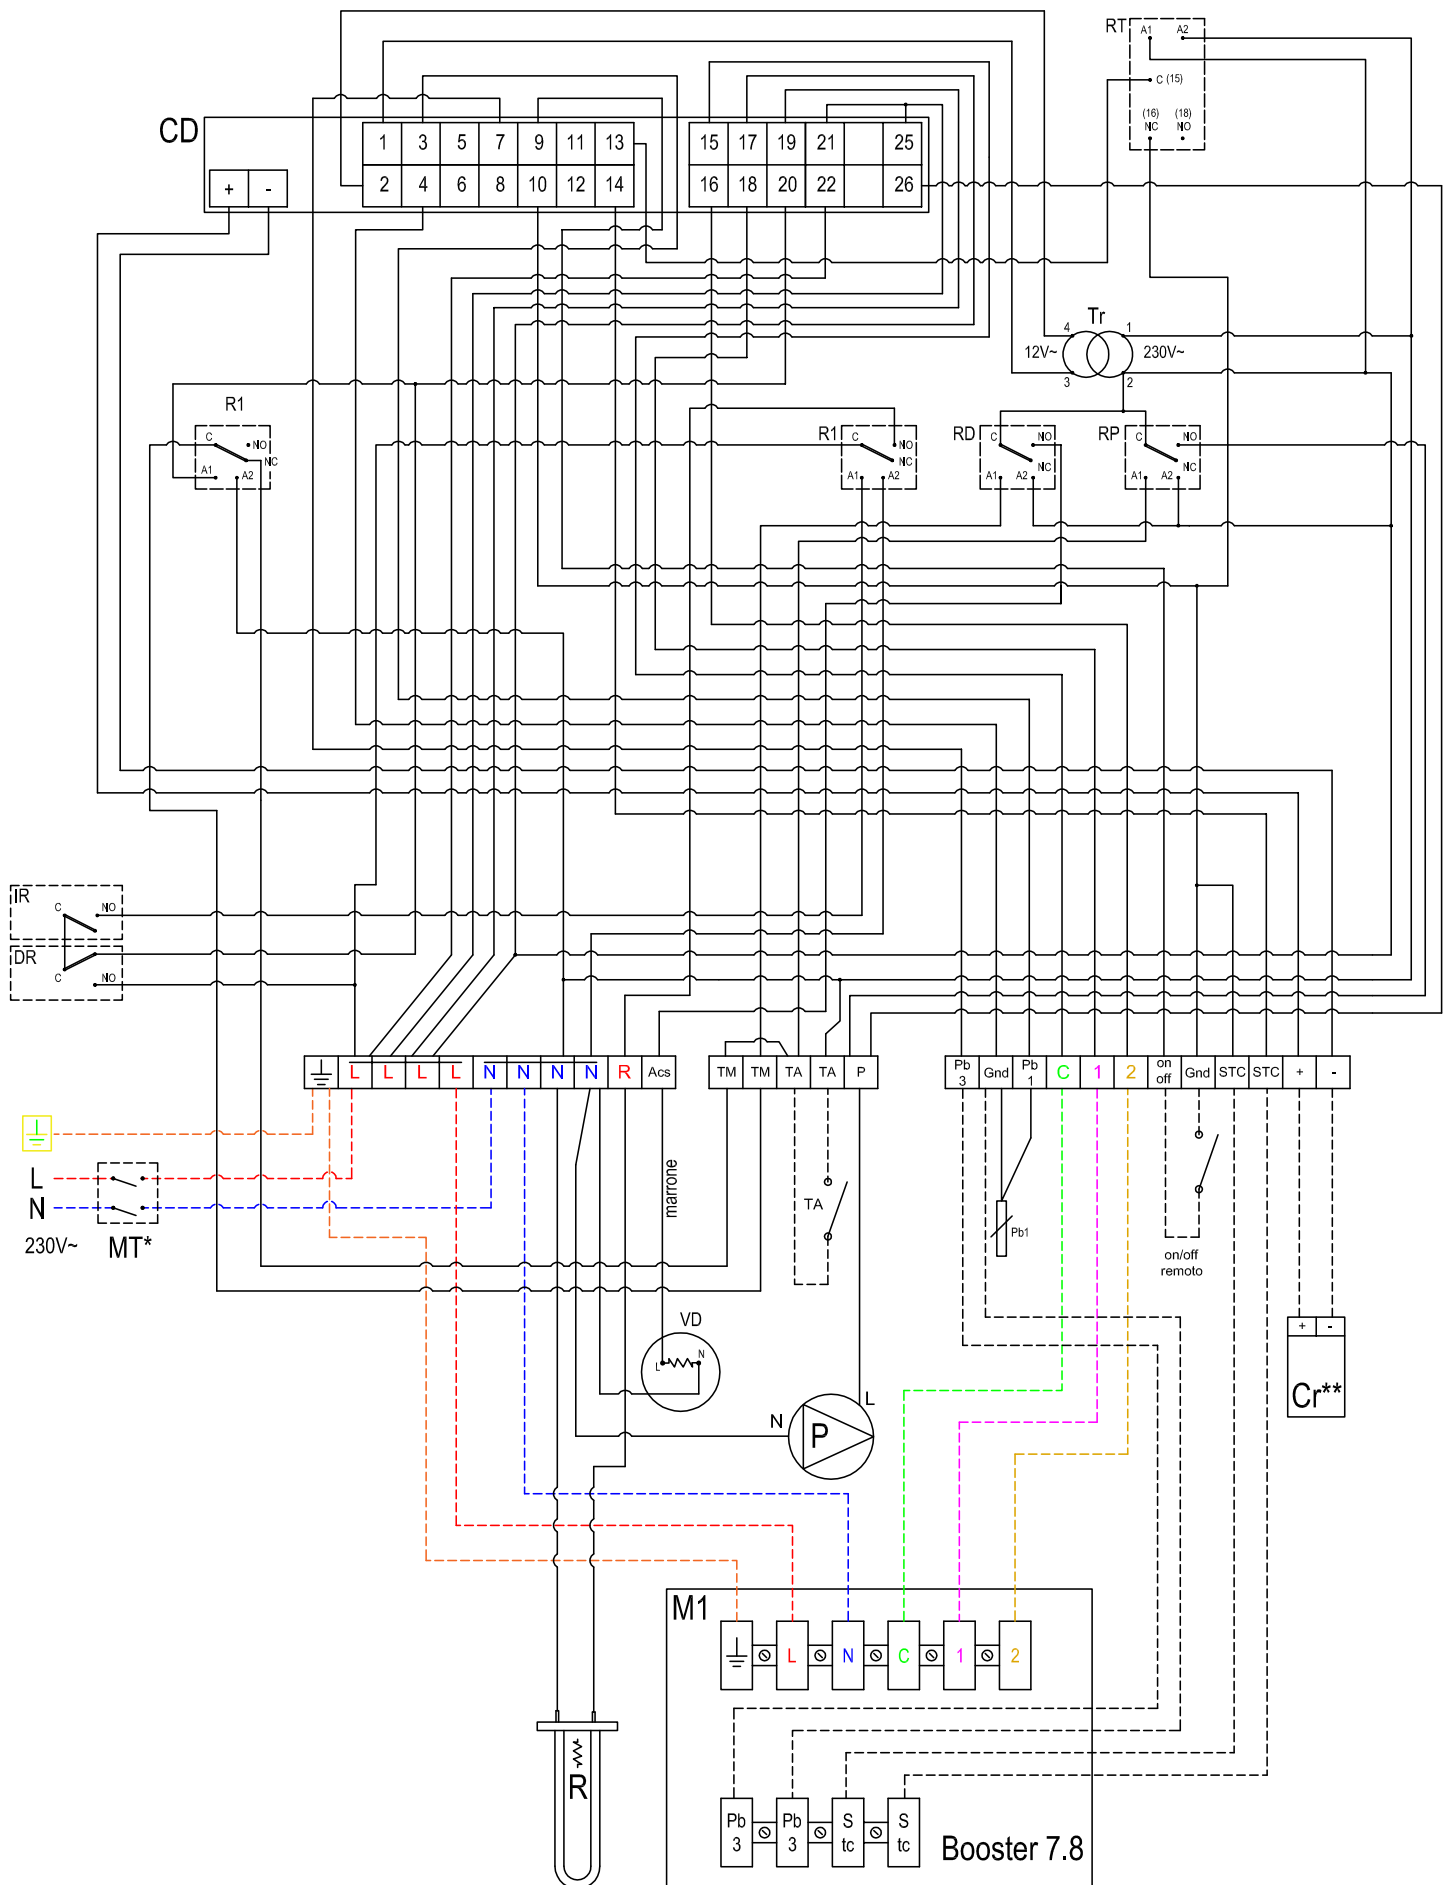 RT
A1 A2
C (15)
(16) (18)
NC NO
CD
1 3 5 7 9 11 13
2 4 6 8 10 12 14
15 17 19 21 25
16 18 20 22 26
+ -
Tr
4 1
12V~ 230V~
3 2
R1
C NO
NC
A1 A2
R1
C NO
NC
A1 A2
RD
C NO
NC
A1 A2
RP
C NO
NC
A1 A2
IR
C NO
DR
C NO
L L L L N N N N R Acs
TM TM TA TA P
Pb 3 Gnd Pb 1 C 1 2 on off Gnd STC STC + -
L
N
230V~
MT*
marrone
TA
Pb1
on/off
remoto
VD
L N
+ -
Cr**
N L
P
M1
L N C 1 2
R
Pb 3 Pb 3 S tc S tc
Booster 7.8